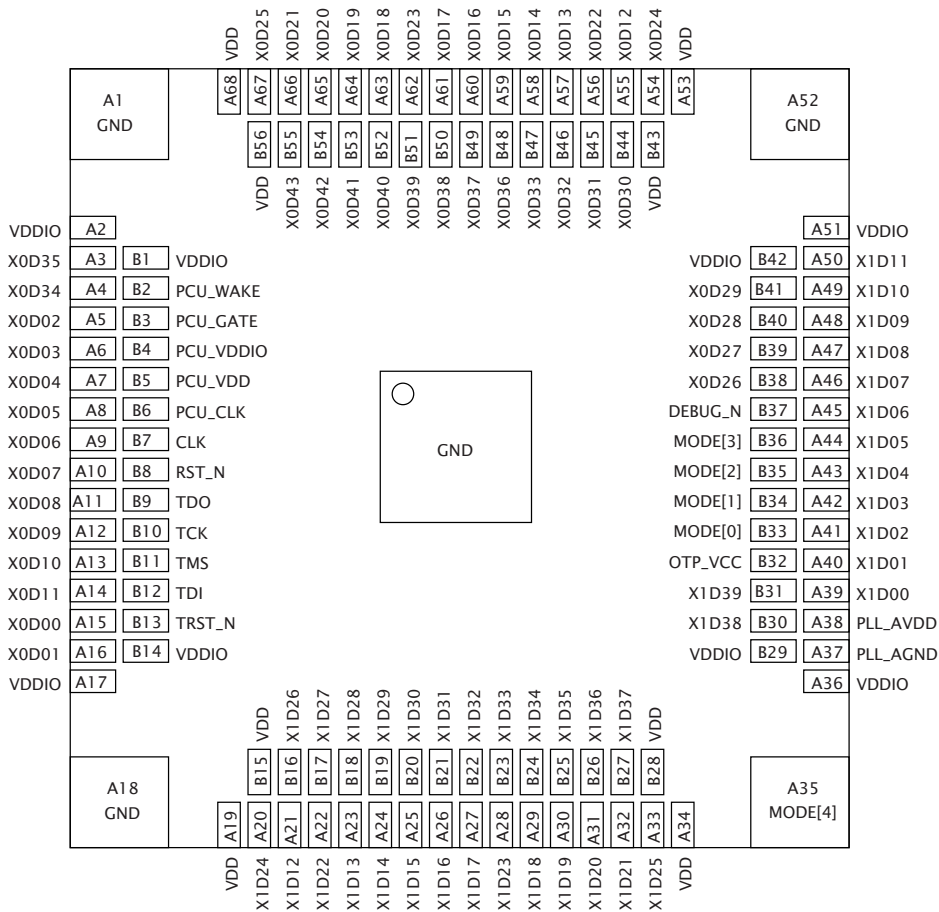 VDD X0D25 X0D21 X0D20 X0D19 X0D18 X0D23 X0D17 X0D16 X0D15 X0D14 X0D13 X0D22 X0D12 X0D24 VDD
A68 A67 A66 A65 A64 A63 A62 A61 A60 A59 A58 A57 A56 A55 A54 A53
A1
GND
A52
GND
B56 B55 B54 B53 B52 B51 B50 B49 B48 B47 B46 B45 B44 B43
VDD X0D43 X0D42 X0D41 X0D40 X0D39 X0D38 X0D37 X0D36 X0D33 X0D32 X0D31 X0D30 VDD
VDDIO A2 A51 VDDIO
X0D35 A3 B1 VDDIO VDDIO B42 A50 X1D11
X0D34 A4 B2 PCU_WAKE X0D29 B41 A49 X1D10
X0D02 A5 B3 PCU_GATE X0D28 B40 A48 X1D09
X0D03 A6 B4 PCU_VDDIO X0D27 B39 A47 X1D08
X0D04 A7 B5 PCU_VDD X0D26 B38 A46 X1D07
X0D05 A8 B6 PCU_CLK DEBUG_N B37 A45 X1D06
X0D06 A9 B7 CLK MODE[3] B36 A44 X1D05
GND
X0D07 A10 B8 RST_N MODE[2] B35 A43 X1D04
X0D08 A11 B9 TDO MODE[1] B34 A42 X1D03
X0D09 A12 B10 TCK MODE[0] B33 A41 X1D02
X0D10 A13 B11 TMS OTP_VCC B32 A40 X1D01
X0D11 A14 B12 TDI X1D39 B31 A39 X1D00
X0D00 A15 B13 TRST_N X1D38 B30 A38 PLL_AVDD
X0D01 A16 B14 VDDIO VDDIO B29 A37 PLL_AGND
VDDIO A17 A36 VDDIO
VDD X1D26 X1D27 X1D28 X1D29 X1D30 X1D31 X1D32 X1D33 X1D34 X1D35 X1D36 X1D37 VDD
B15 B16 B17 B18 B19 B20 B21 B22 B23 B24 B25 B26 B27 B28
A18
GND
A35
MODE[4]
A19 A20 A21 A22 A23 A24 A25 A26 A27 A28 A29 A30 A31 A32 A33 A34
VDD X1D24 X1D12 X1D22 X1D13 X1D14 X1D15 X1D16 X1D17 X1D23 X1D18 X1D19 X1D20 X1D21 X1D25 VDD